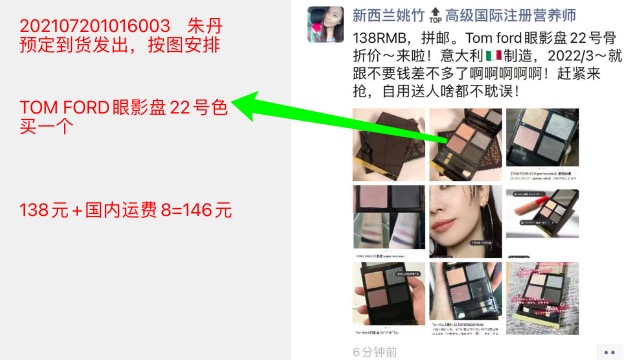 202107201016003 朱丹
预定到货发出，按图安排
TOM FORD眼影盘22号色
买一个
138元+国内运费8=146元
新西兰姚竹TOP高级国际注册营养师
138RMB，拼邮。Tom ford眼影盘22号骨
折价～来啦！意大利🇮🇹制造，2022/3～就
跟不要钱差不多了啊啊啊啊啊！赶紧来
抢，自用送人啥都不耽误！
6分钟前